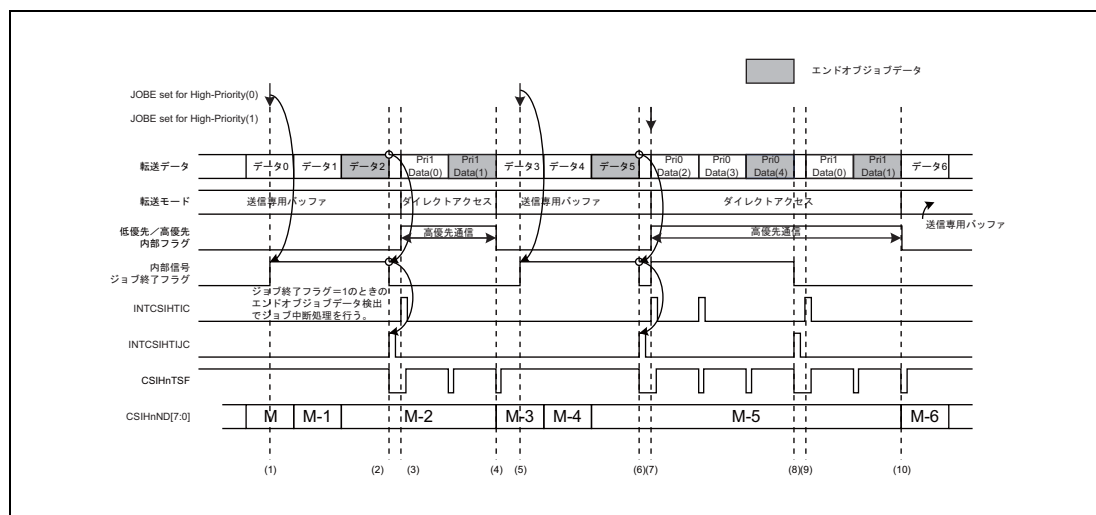 エンドオブジョブデータ
JOBE set for High-Priority(0)
JOBE set for High-Priority(1)
転送データ
データ0 データ1 データ2 Pri1 Data(0) Pri1 Data(1) データ3 データ4 データ5 Pri0 Data(2) Pri0 Data(3) Pri0 Data(4) Pri1 Data(0) Pri1 Data(1) データ6
転送モード
送信専用バッファ ダイレクトアクセス 送信専用バッファ ダイレクトアクセス
送信専用バッファ
低優先/高優先
内部フラグ
高優先通信 高優先通信
内部信号
ジョブ終了フラグ
ジョブ終了フラグ=1のときの
エンドオブジョブデータ検出
でジョブ中断処理を行う。
INTCSIHTIC
INTCSIHTIJC
CSIHnTSF
CSIHnND[7:0]
M M-1 M-2 M-3 M-4 M-5 M-6
(1) (2) (3) (4) (5) (6)(7) (8)(9) (10)